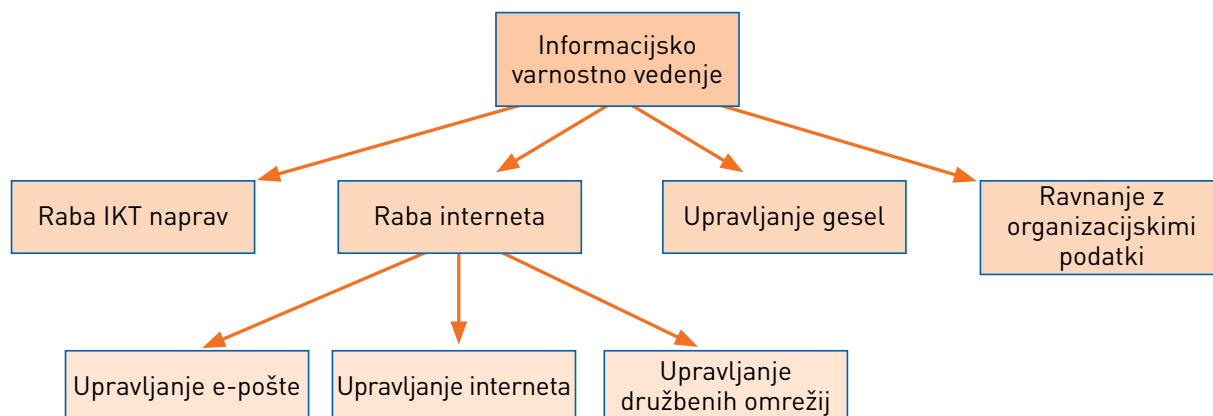 Informacijsko
varnostno vedenje
Raba IKT naprav
Raba interneta
Upravljanje gesel
Ravnanje z
organizacijskimi
podatki
Upravljanje e-pošte
Upravljanje interneta
Upravljanje
družbenih omrežij